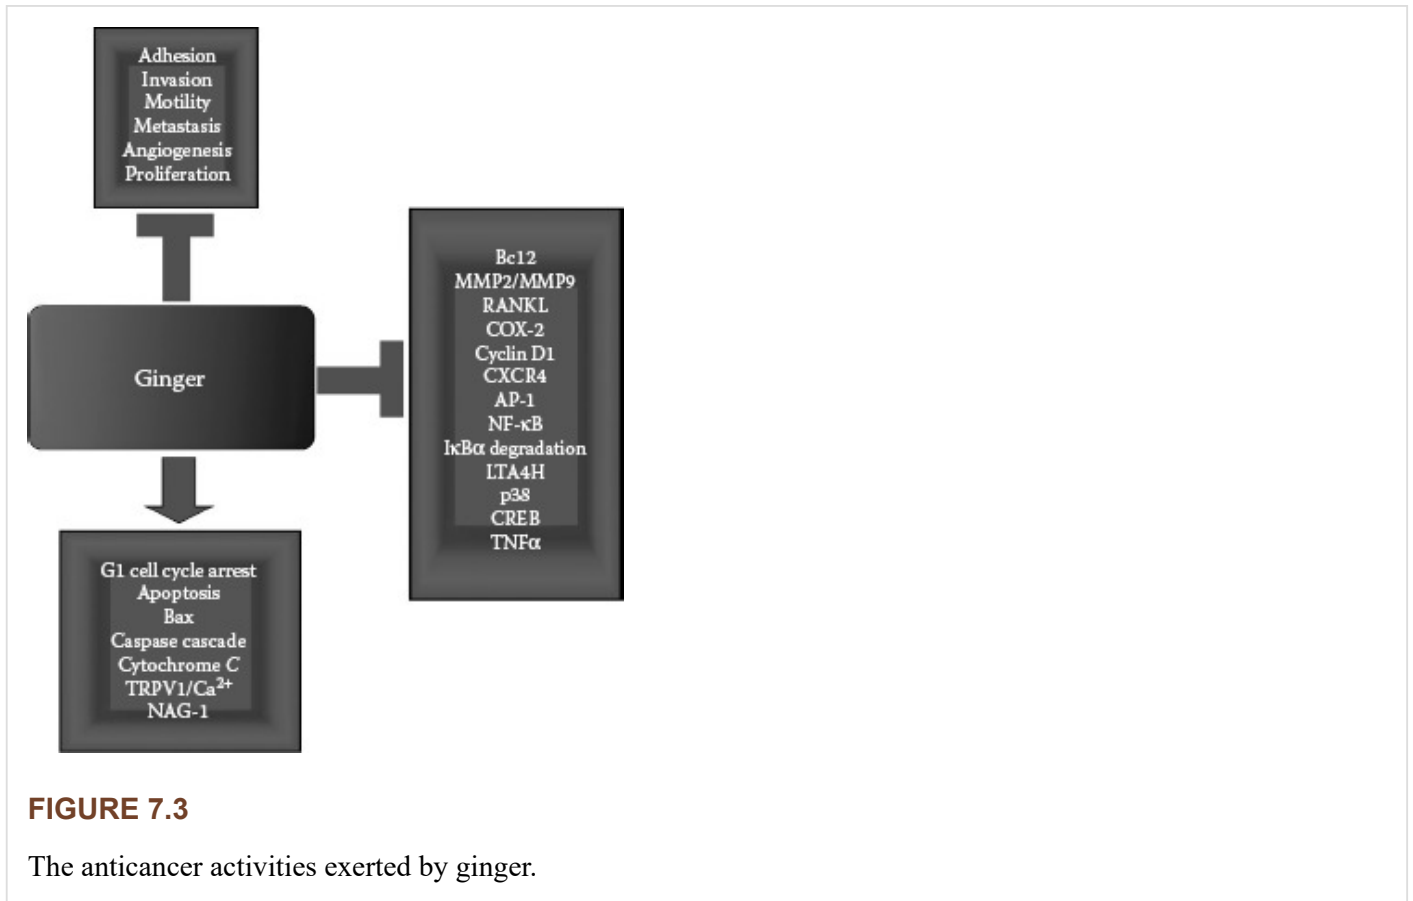 Adhesion
Invasion
Motility
Metastasis
Angiogenesis
Proliferation
Ginger
Bc12
MMP2/MMP9
RANKL
COX-2
Cyclin D1
CXCR4
AP-1
NF-κB
IκBα degradation
LTA4H
p38
CREB
TNFα
G1 cell cycle arrest
Apoptosis
Bax
Caspase cascade
Cytochrome C
TRPV1/Ca²⁺
NAG-1
FIGURE 7.3
The anticancer activities exerted by ginger.